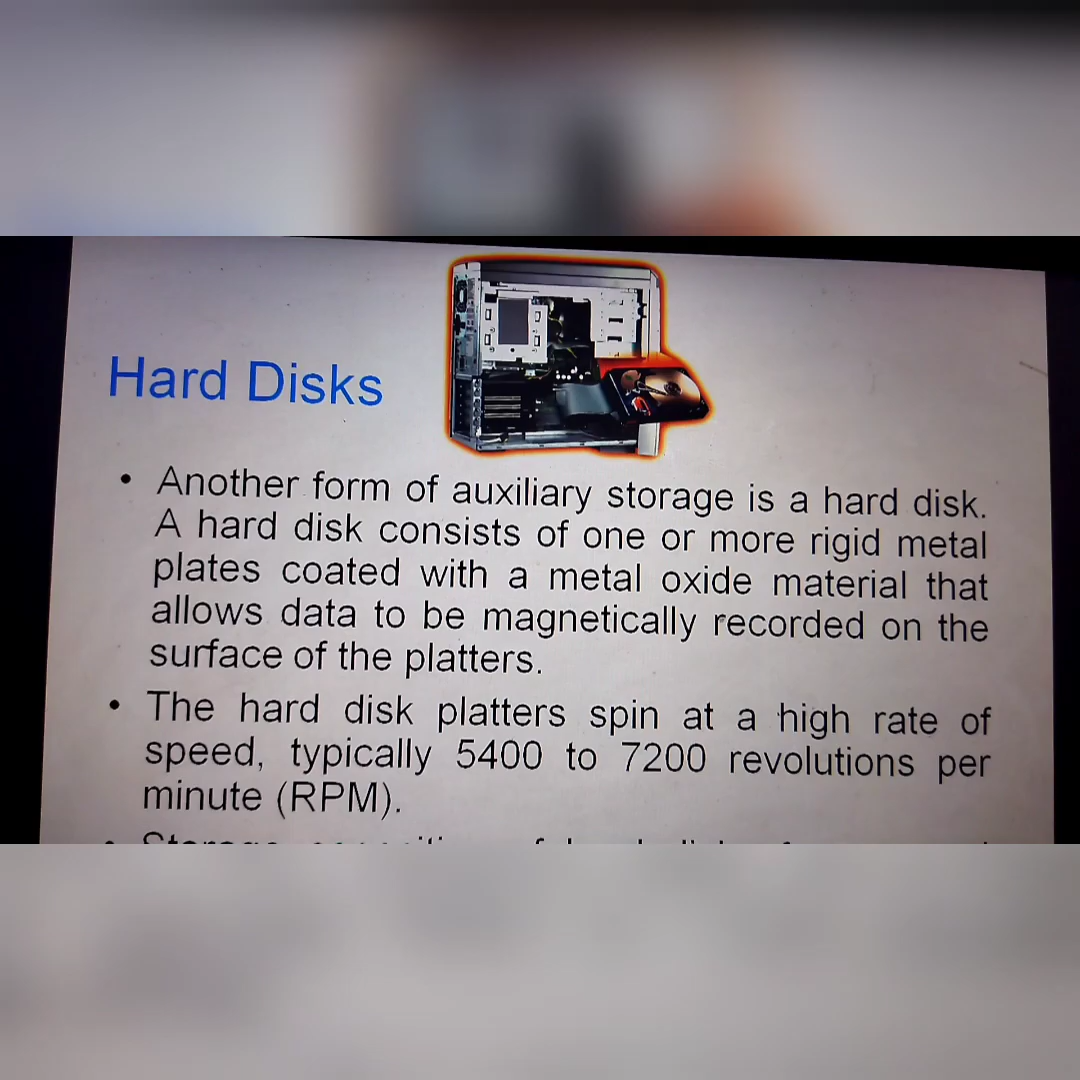 Hard Disks
• Another form of auxiliary storage is a hard disk.
A hard disk consists of one or more rigid metal
plates coated with a metal oxide material that
allows data to be magnetically recorded on the
surface of the platters.
• The hard disk platters spin at a high rate of
speed, typically 5400 to 7200 revolutions per
minute (RPM).